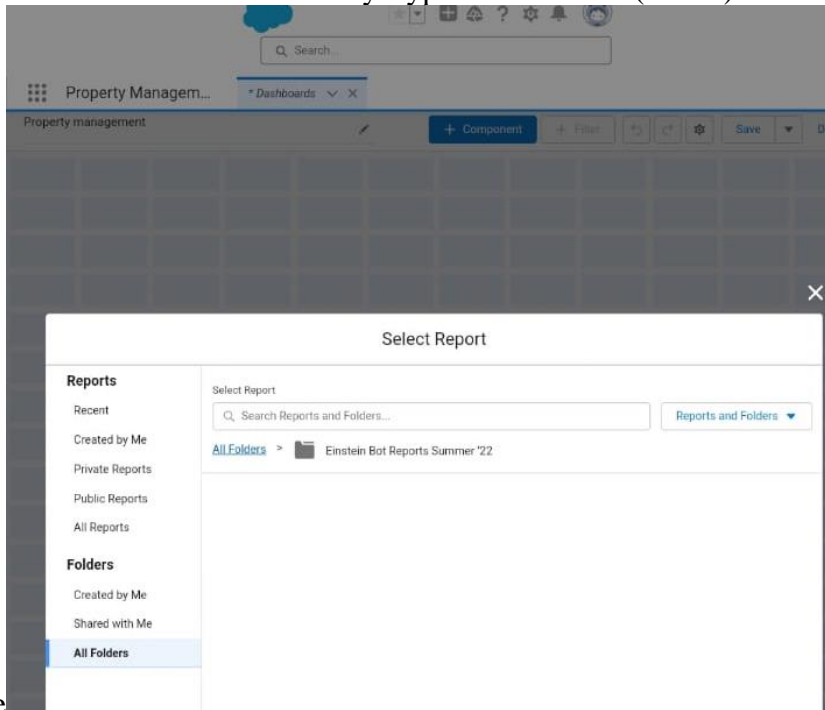 Search...
Property Managem...
* Dashboards
Property management
+ Component
+ Filter
Save
Select Report
Reports
Recent
Created by Me
Private Reports
Public Reports
All Reports
Folders
Created by Me
Shared with Me
All Folders
Select Report
Search Reports and Folders...
Reports and Folders
All Folders > Einstein Bot Reports Summer '22
e